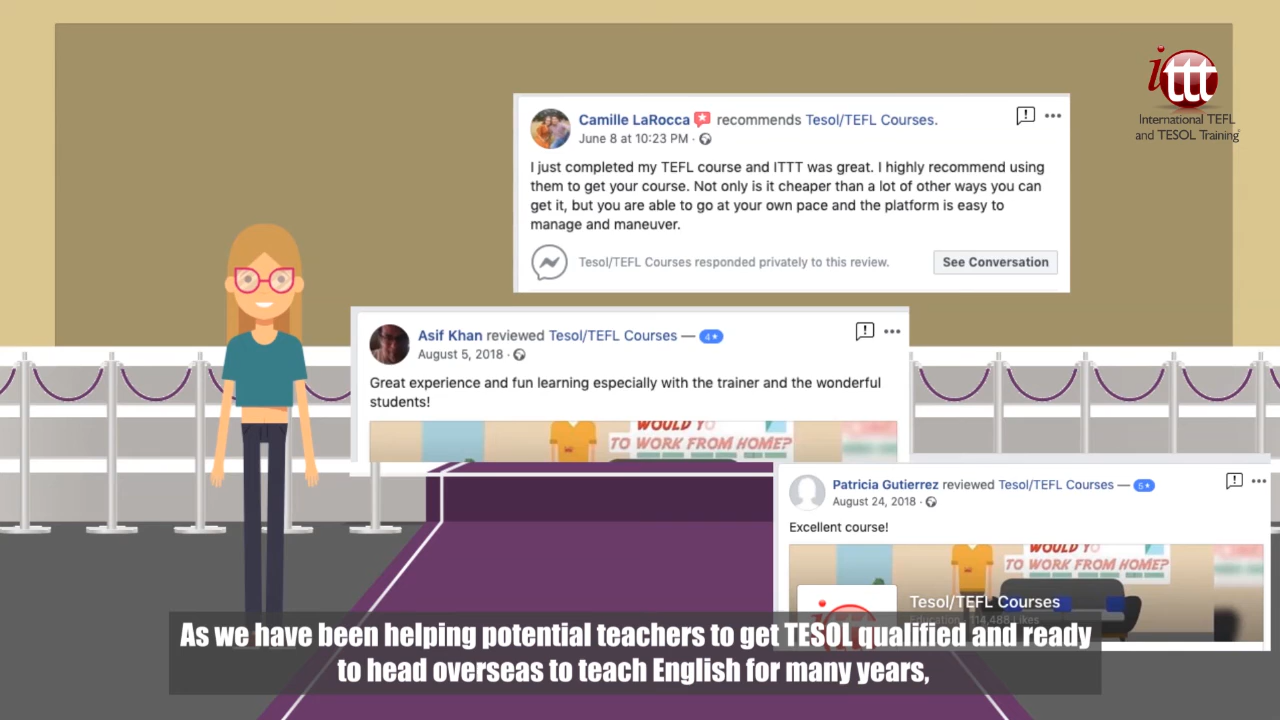 ittt
International TEFL
and TESOL Training
Camille LaRocca recommends Tesol/TEFL Courses.
June 8 at 10:23 PM ·
I just completed my TEFL course and ITTT was great. I highly recommend using
them to get your course. Not only is it cheaper than a lot of other ways you can
get it, but you are able to go at your own pace and the platform is easy to
manage and maneuver.
Tesol/TEFL Courses responded privately to this review.
See Conversation
Asif Khan reviewed Tesol/TEFL Courses — 4★
August 5, 2018 ·
Great experience and fun learning especially with the trainer and the wonderful
students!
WOULD YO
TO WORK FROM HOME?
Patricia Gutierrez reviewed Tesol/TEFL Courses — 5★
August 24, 2018 ·
Excellent course!
WOULD YO
TO WORK FROM HOME?
Tesol/TEFL Courses
Education · 114,488 Likes
As we have been helping potential teachers to get TESOL qualified and ready
to head overseas to teach English for many years,